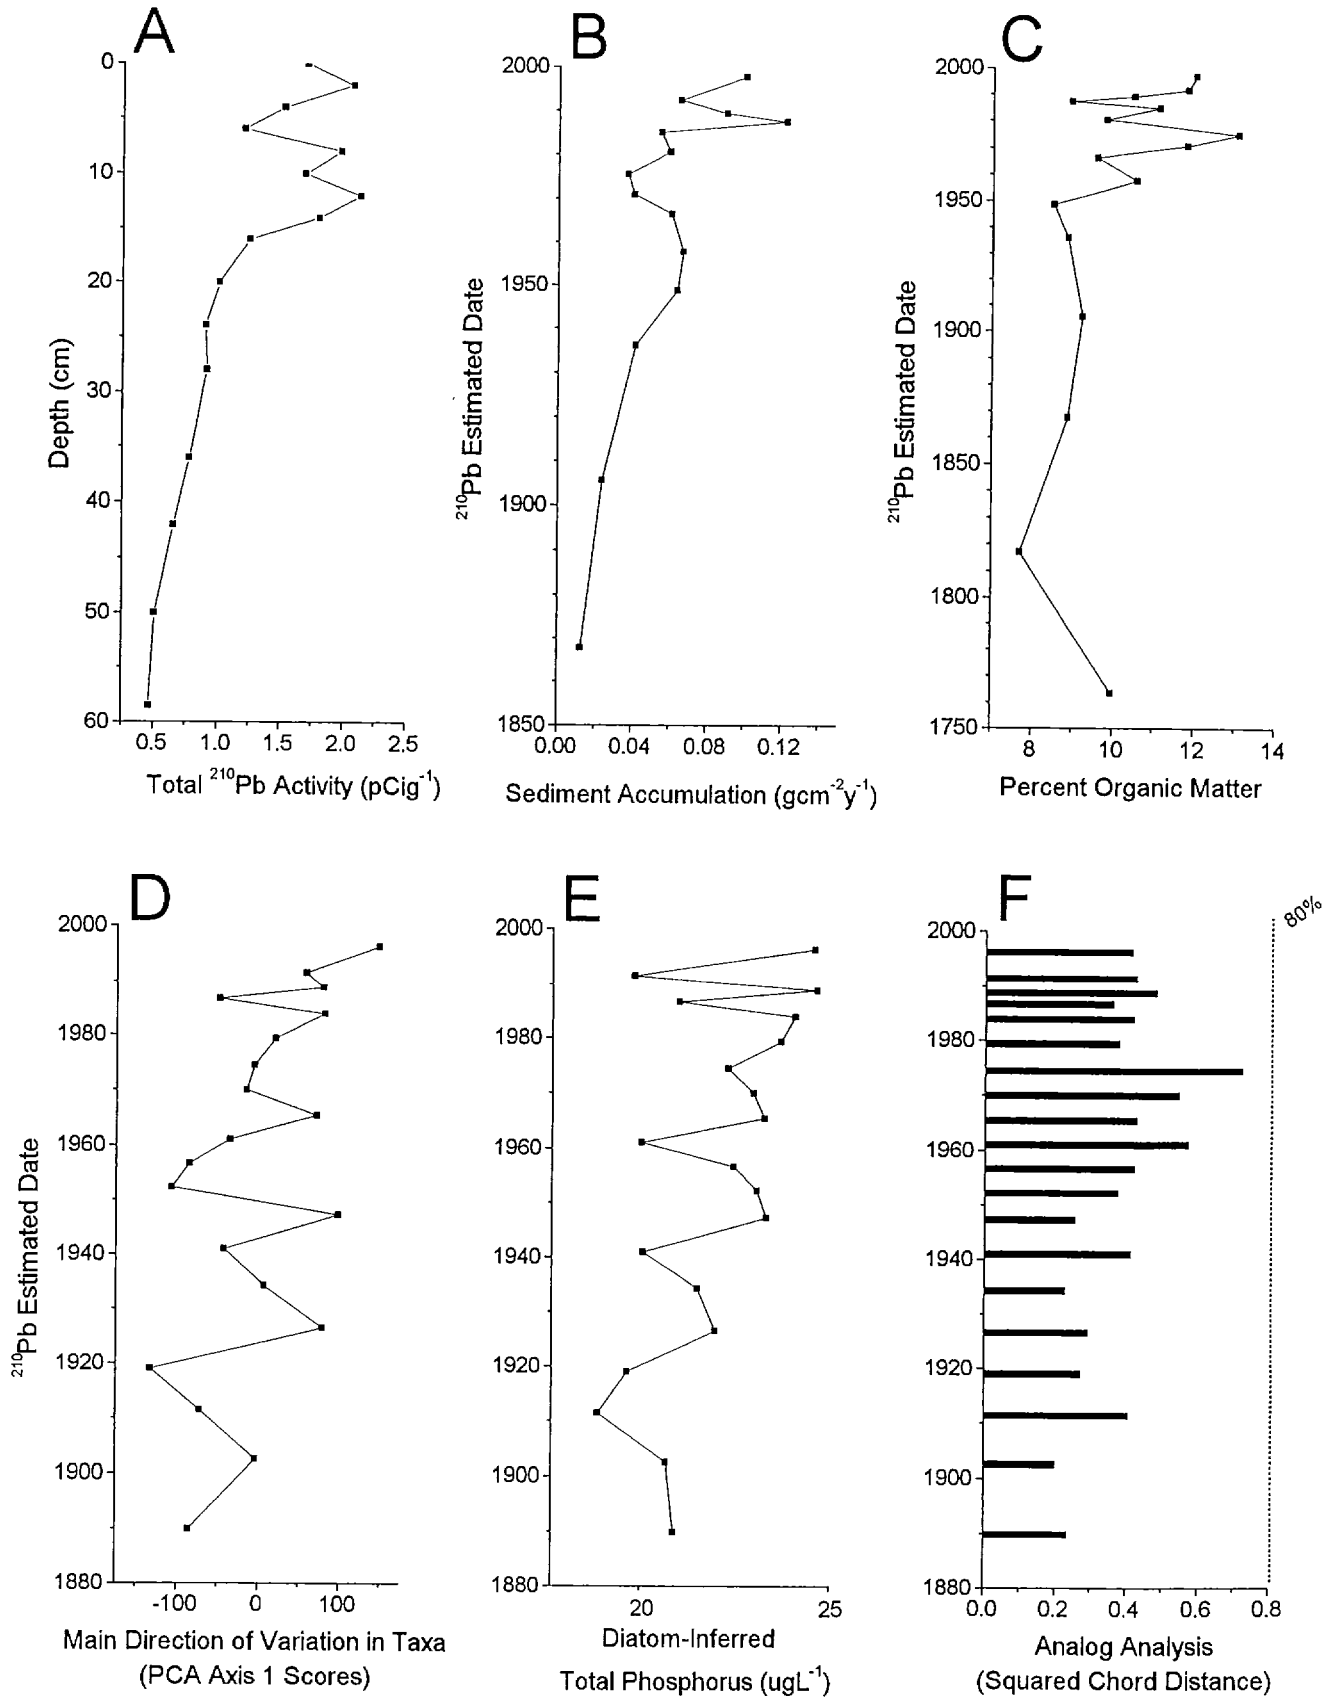 A
0
10
20
30
40
50
60
Depth (cm)
0.5 1.0 1.5 2.0 2.5
Total ²¹⁰Pb Activity (pCig⁻¹)
B
2000
1950
1900
1850
²¹⁰Pb Estimated Date
0.00 0.04 0.08 0.12
Sediment Accumulation (gcm⁻²y⁻¹)
C
2000
1950
1900
1850
1800
1750
²¹⁰Pb Estimated Date
8 10 12 14
Percent Organic Matter
D
2000
1980
1960
1940
1920
1900
1880
²¹⁰Pb Estimated Date
-100 0 100
Main Direction of Variation in Taxa
(PCA Axis 1 Scores)
E
2000
1980
1960
1940
1920
1900
1880
20 25
Diatom-Inferred
Total Phosphorus (ugL⁻¹)
F
80%
2000
1980
1960
1940
1920
1900
1880
0.0 0.2 0.4 0.6 0.8
Analog Analysis
(Squared Chord Distance)